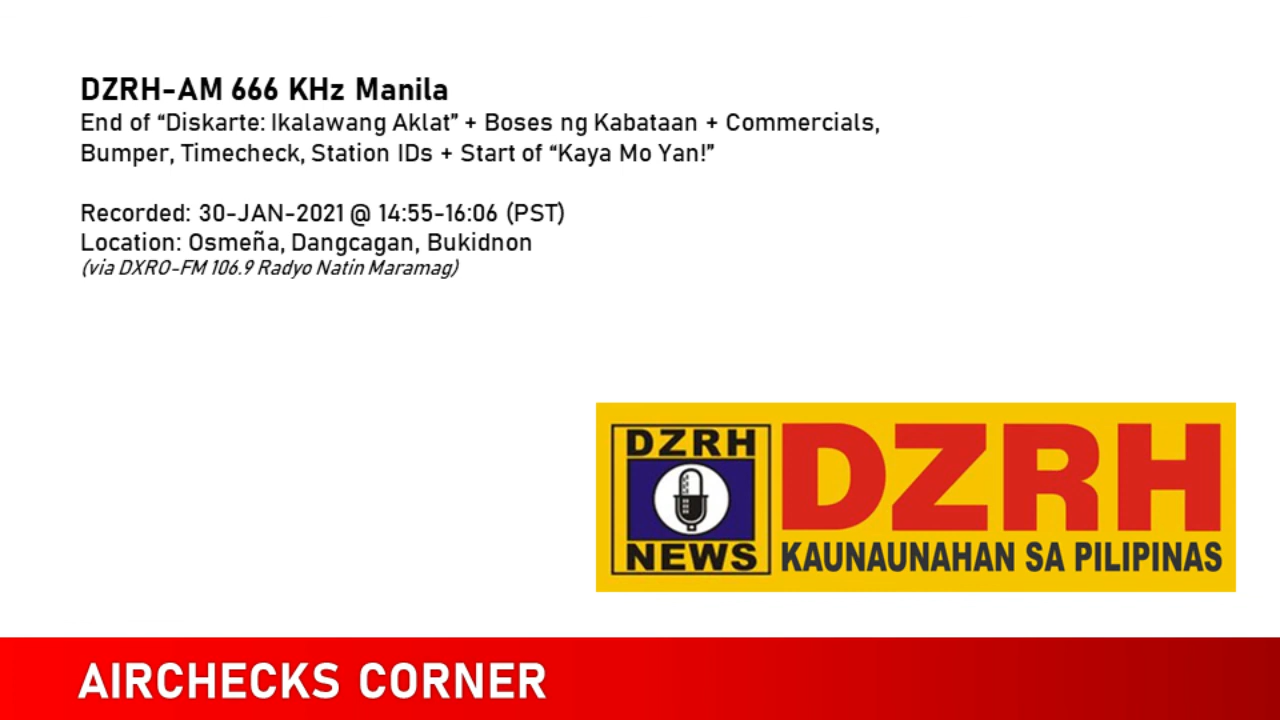 DZRH-AM 666 KHz Manila
End of “Diskarte: Ikalawang Aklat” + Boses ng Kabataan + Commercials,
Bumper, Timecheck, Station IDs + Start of “Kaya Mo Yan!”
Recorded: 30-JAN-2021 @ 14:55-16:06 (PST)
Location: Osmeña, Dangcagan, Bukidnon
(via DXRO-FM 106.9 Radyo Natin Maramag)
DZRH
NEWS
DZRH
KAUNAUNAHAN SA PILIPINAS
AIRCHECKS CORNER